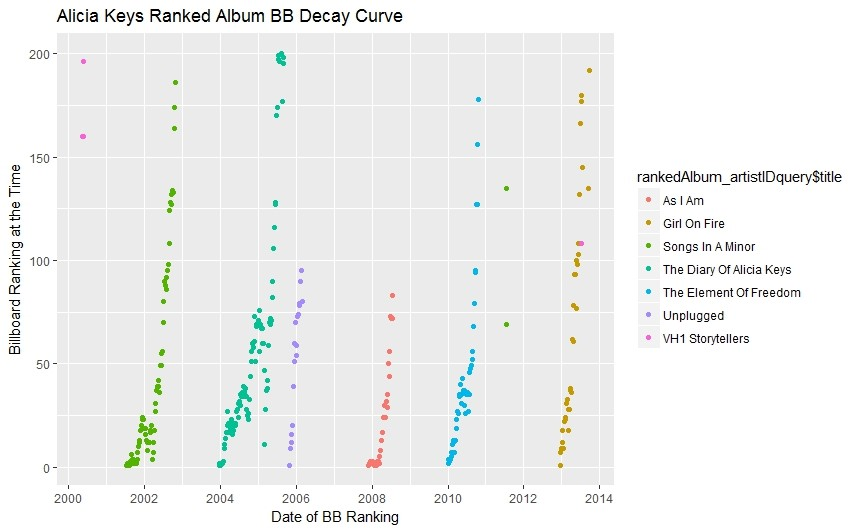 Alicia Keys Ranked Album BB Decay Curve
Billboard Ranking at the Time
200
150
100
50
0
2000 2002 2004 2006 2008 2010 2012 2014
Date of BB Ranking
rankedAlbum_artistIDquery$title
As I Am
Girl On Fire
Songs In A Minor
The Diary Of Alicia Keys
The Element Of Freedom
Unplugged
VH1 Storytellers